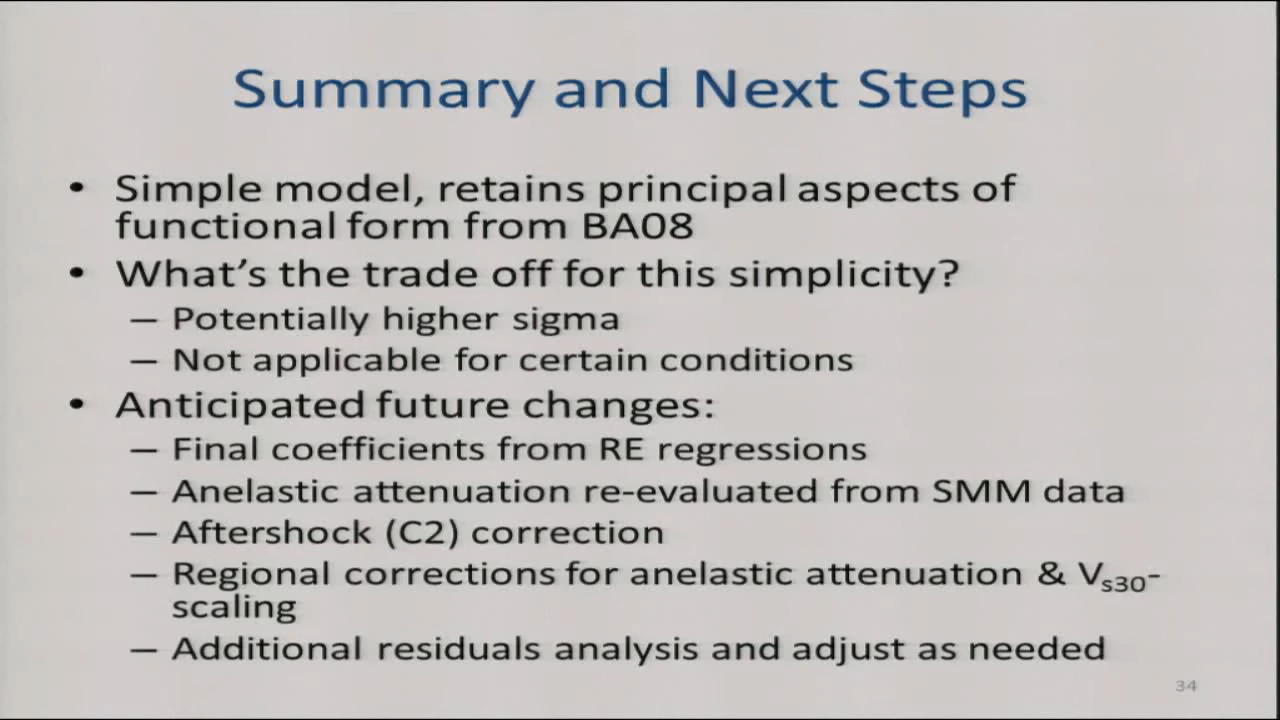 Summary and Next Steps
• Simple model, retains principal aspects of
functional form from BA08
• What's the trade off for this simplicity?
– Potentially higher sigma
– Not applicable for certain conditions
• Anticipated future changes:
– Final coefficients from RE regressions
– Anelastic attenuation re-evaluated from SMM data
– Aftershock (C2) correction
– Regional corrections for anelastic attenuation & Vs30-
scaling
– Additional residuals analysis and adjust as needed
34